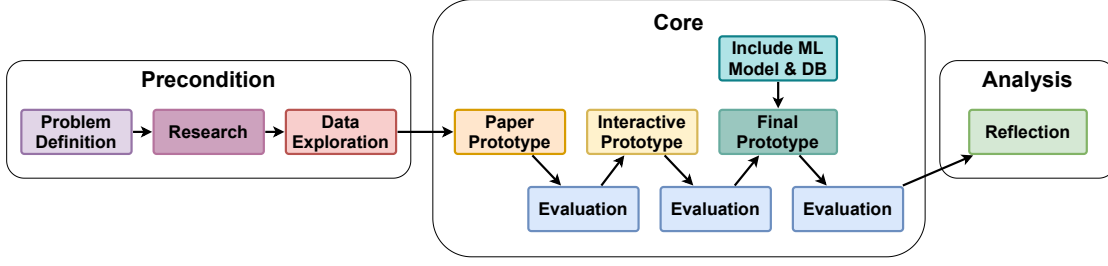 Precondition
Problem
Definition
Research
Data
Exploration
Core
Include ML
Model & DB
Paper
Prototype
Interactive
Prototype
Final
Prototype
Evaluation
Evaluation
Evaluation
Analysis
Reflection